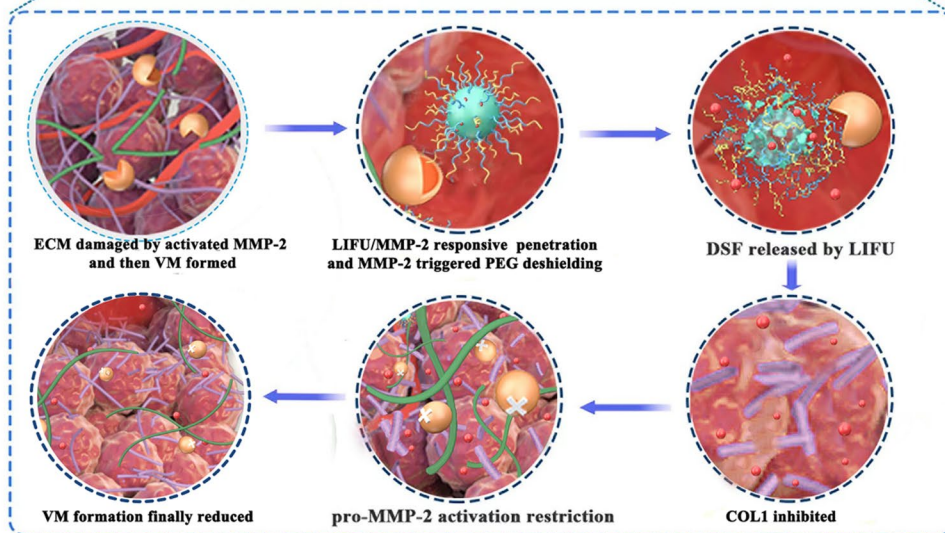 ECM damaged by activated MMP-2
and then VM formed
LIFU/MMP-2 responsive penetration
and MMP-2 triggered PEG deshielding
DSF released by LIFU
COL1 inhibited
pro-MMP-2 activation restriction
VM formation finally reduced